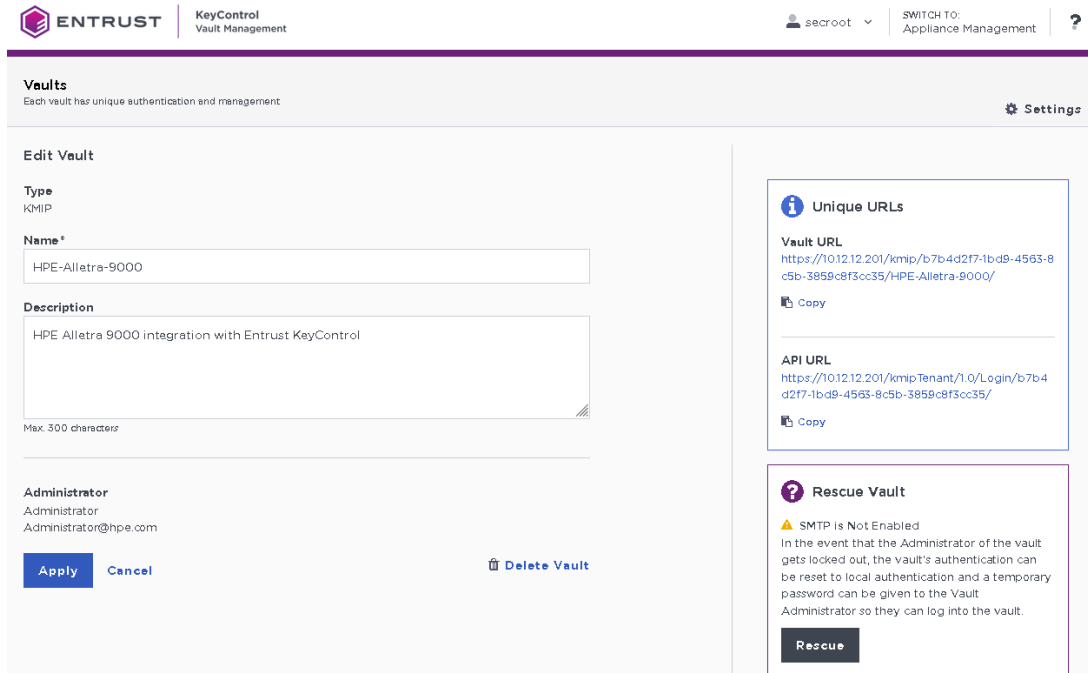 ENTRUST
KeyControl
Vault Management
secroot
SWITCH TO:
Appliance Management
?
Vaults
Each vault has unique authentication and management
Settings
Edit Vault
Type
KMIP
Name*
HPE-Alletra-9000
Description
HPE Alletra 9000 integration with Entrust KeyControl
Max. 300 characters
Administrator
Administrator
Administrator@hpe.com
Apply
Cancel
Delete Vault
Unique URLs
Vault URL
https://10.12.12.201/kmip/b7b4d2f7-1bd9-4563-8
c5b-3859c8f3cc35/HPE-Alletra-9000/
Copy
API URL
https://10.12.12.201/kmipTenant/1.0/Login/b7b4
d2f7-1bd9-4563-8c5b-3859c8f3cc35/
Copy
Rescue Vault
SMTP is Not Enabled
In the event that the Administrator of the vault
gets locked out, the vault's authentication can
be reset to local authentication and a temporary
password can be given to the Vault
Administrator so they can log into the vault.
Rescue